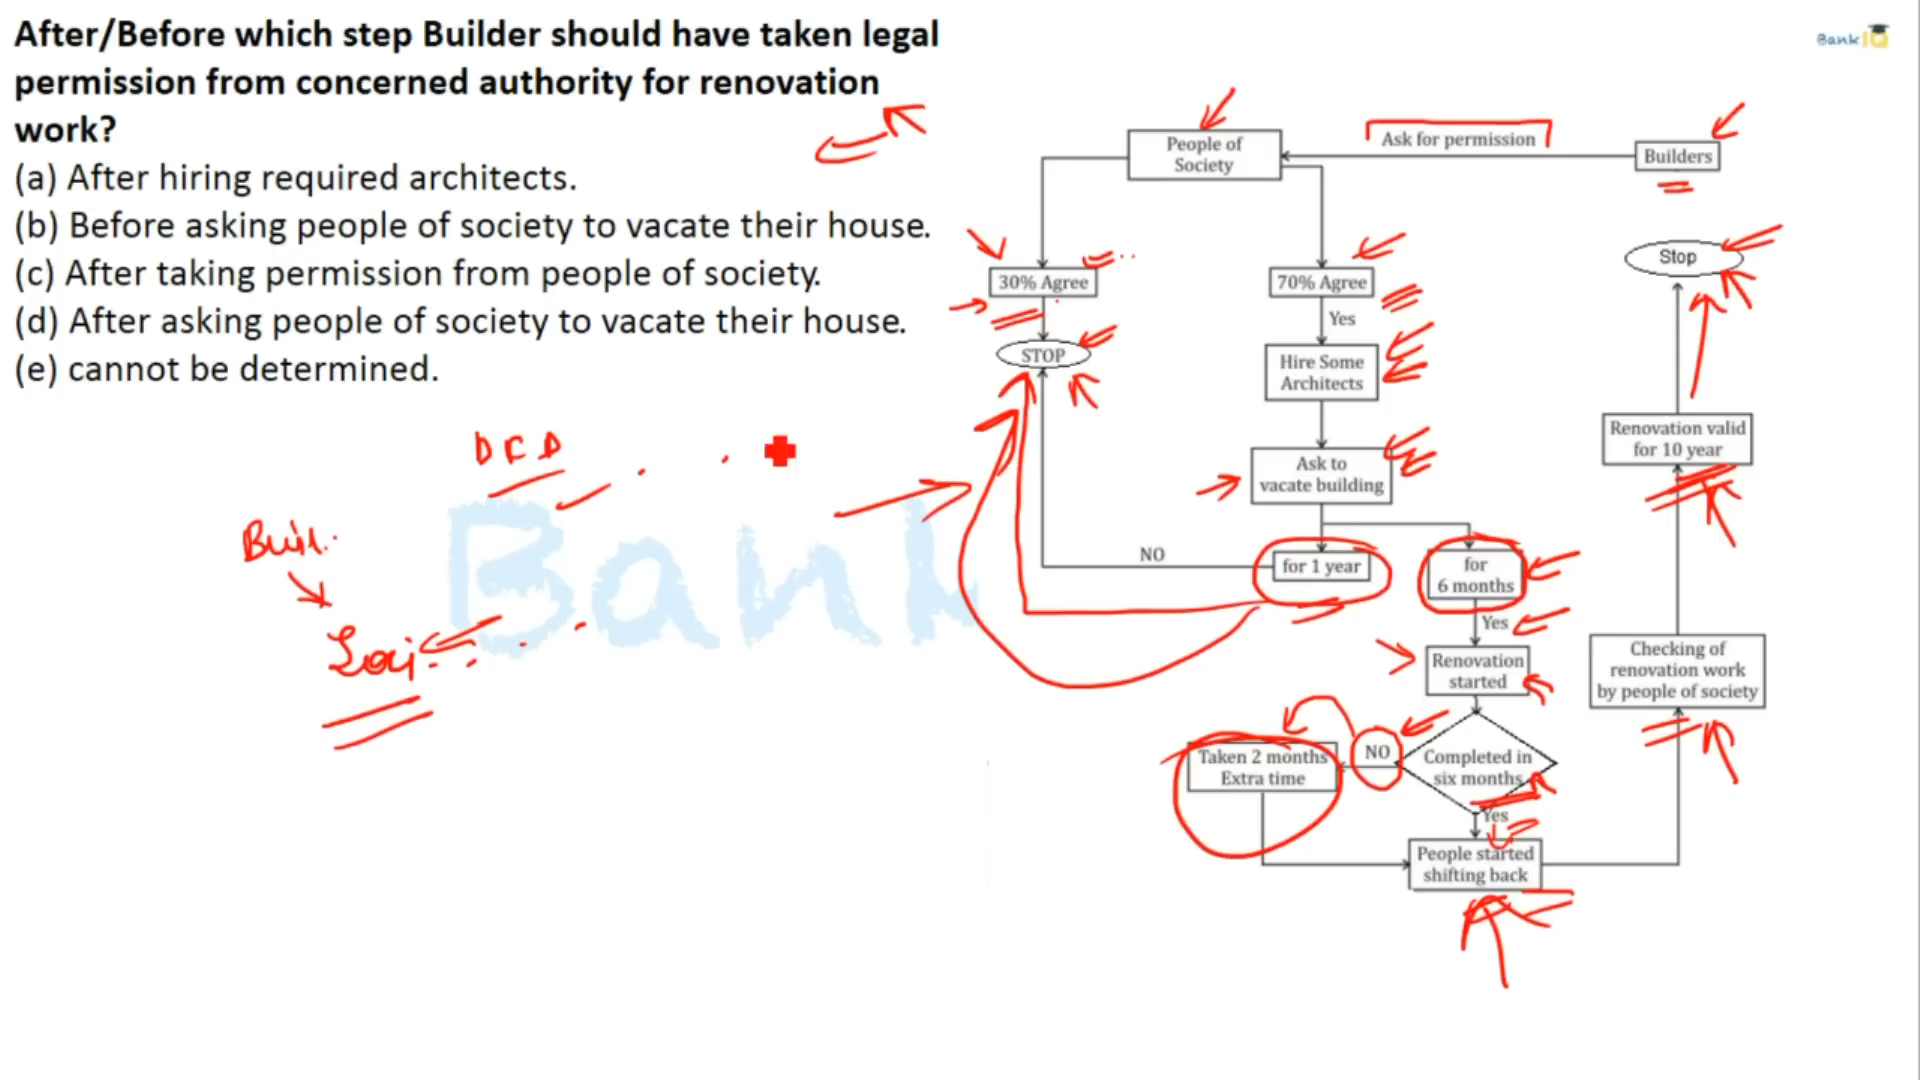 After/Before which step Builder should have taken legal
permission from concerned authority for renovation
work?
(a) After hiring required architects.
(b) Before asking people of society to vacate their house.
(c) After taking permission from people of society.
(d) After asking people of society to vacate their house.
(e) cannot be determined.
Bank IQ
People of
Society
Ask for permission
Builders
Stop
30% Agree
70% Agree
Yes
STOP
Hire Some
Architects
Renovation valid
for 10 year
Ask to
vacate building
NO
for 1 year
for
6 months
Yes
Renovation
started
Checking of
renovation work
by people of society
Taken 2 months
Extra time
NO
Completed in
six months
Yes
People started
shifting back
Buil.
Bank